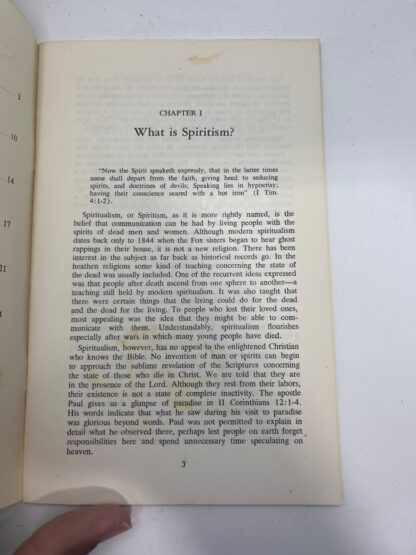 3
10
14
17
21
CHAPTER I
What is Spiritism?
"Now the Spirit speaketh expressly, that in the latter times
some shall depart from the faith, giving heed to seducing
spirits, and doctrines of devils; Speaking lies in hypocrisy;
having their conscience seared with a hot iron" (I Tim.
4:1-2).
Spiritualism, or Spiritism, as it is more rightly named, is the
belief that communication can be had by living people with the
spirits of dead men and women. Although modern spiritualism
dates back only to 1844 when the Fox sisters began to hear ghost
rappings in their house, it is not a new religion. There has been
interest in the subject as far back as historical records go. In the
heathen religions some kind of teaching concerning the state of
the dead was usually included. One of the recurrent ideas expressed
was that people after death ascend from one sphere to another—a
teaching still held by modern spiritualism. It was also taught that
there were certain things that the living could do for the dead
and the dead for the living. To people who lost their loved ones,
most appealing was the idea that they might be able to com-
municate with them. Understandably, spiritualism flourishes
especially after wars in which many young people have died.
Spiritualism, however, has no appeal to the enlightened Christian
who knows the Bible. No invention of man or spirits can begin
to approach the sublime revelation of the Scriptures concerning
the state of those who die in Christ. We are told that they are
in the presence of the Lord. Although they rest from their labors,
their existence is not a state of complete inactivity. The apostle
Paul gives us a glimpse of paradise in II Corinthians 12:1-4.
His words indicate that what he saw during his visit to paradise
was glorious beyond words. Paul was not permitted to explain in
detail what he observed there, perhaps lest people on earth forget
responsibilities here and spend unnecessary time speculating on
heaven.
3